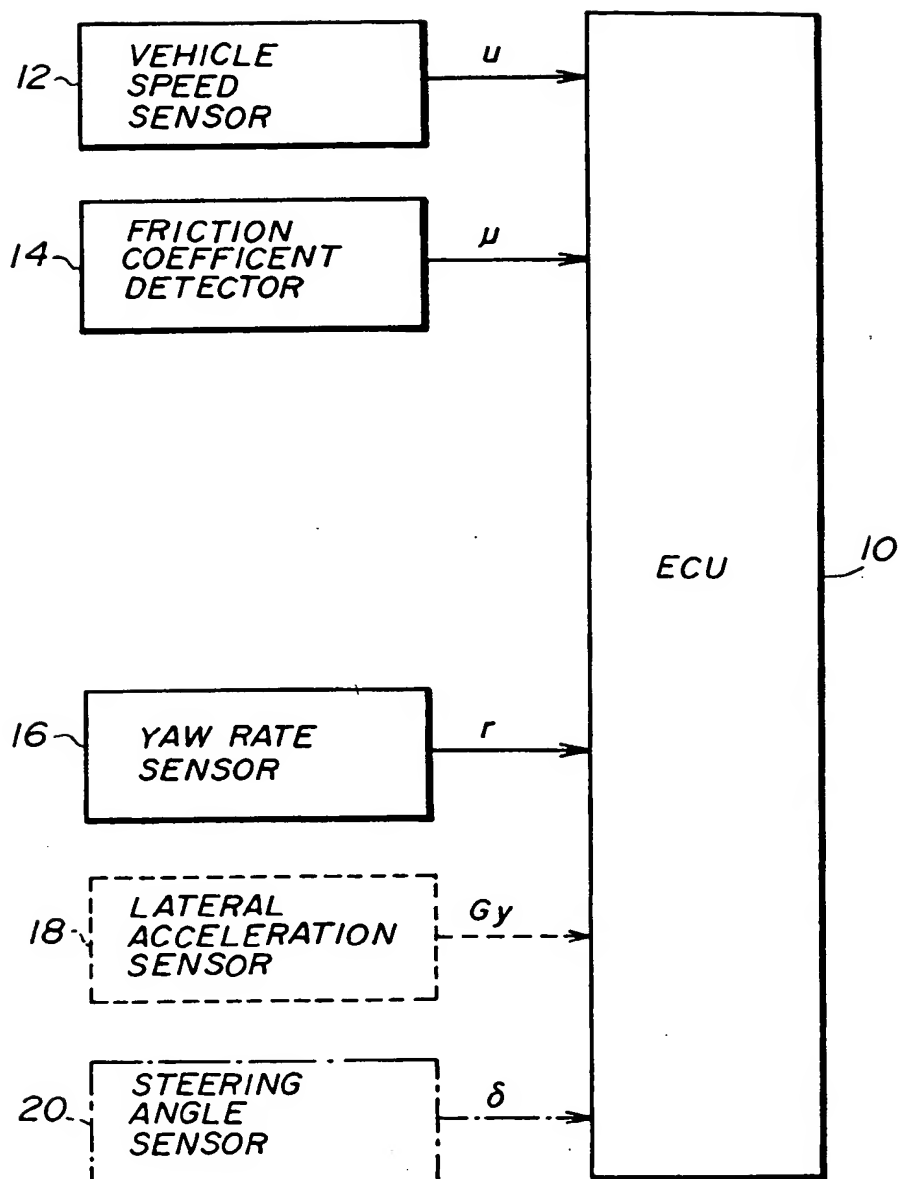 12
VEHICLE
SPEED
SENSOR
u
14
FRICTION
COEFFICENT
DETECTOR
μ
ECU
10
16
YAW RATE
SENSOR
r
18
LATERAL
ACCELERATION
SENSOR
Gy
20
STEERING
ANGLE
SENSOR
δ